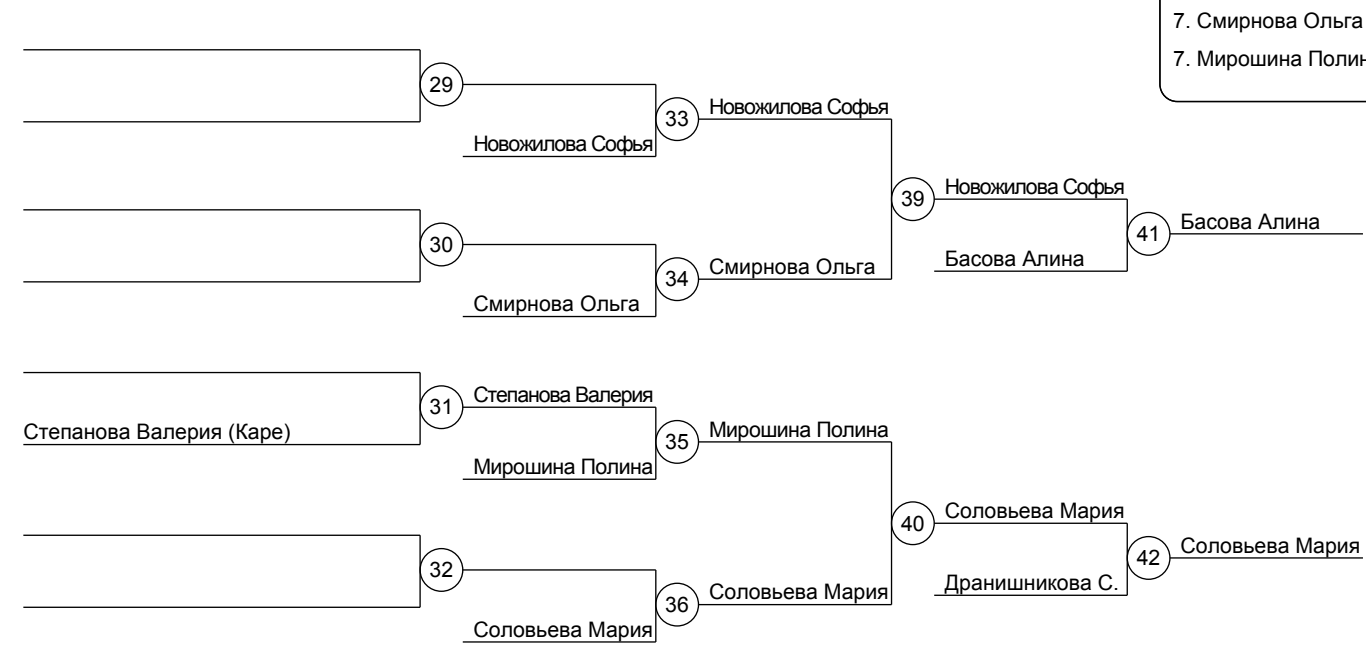 7. Смирнова Ольга
7. Мирошина Полин
29
33
Новожилова Софья
Новожилова Софья
39
Новожилова Софья
41
Басова Алина
30
34
Смирнова Ольга
Басова Алина
Смирнова Ольга
31
Степанова Валерия
Степанова Валерия (Каре)
35
Мирошина Полина
Мирошина Полина
40
Соловьева Мария
42
Соловьева Мария
32
36
Соловьева Мария
Дранишникова С.
Соловьева Мария